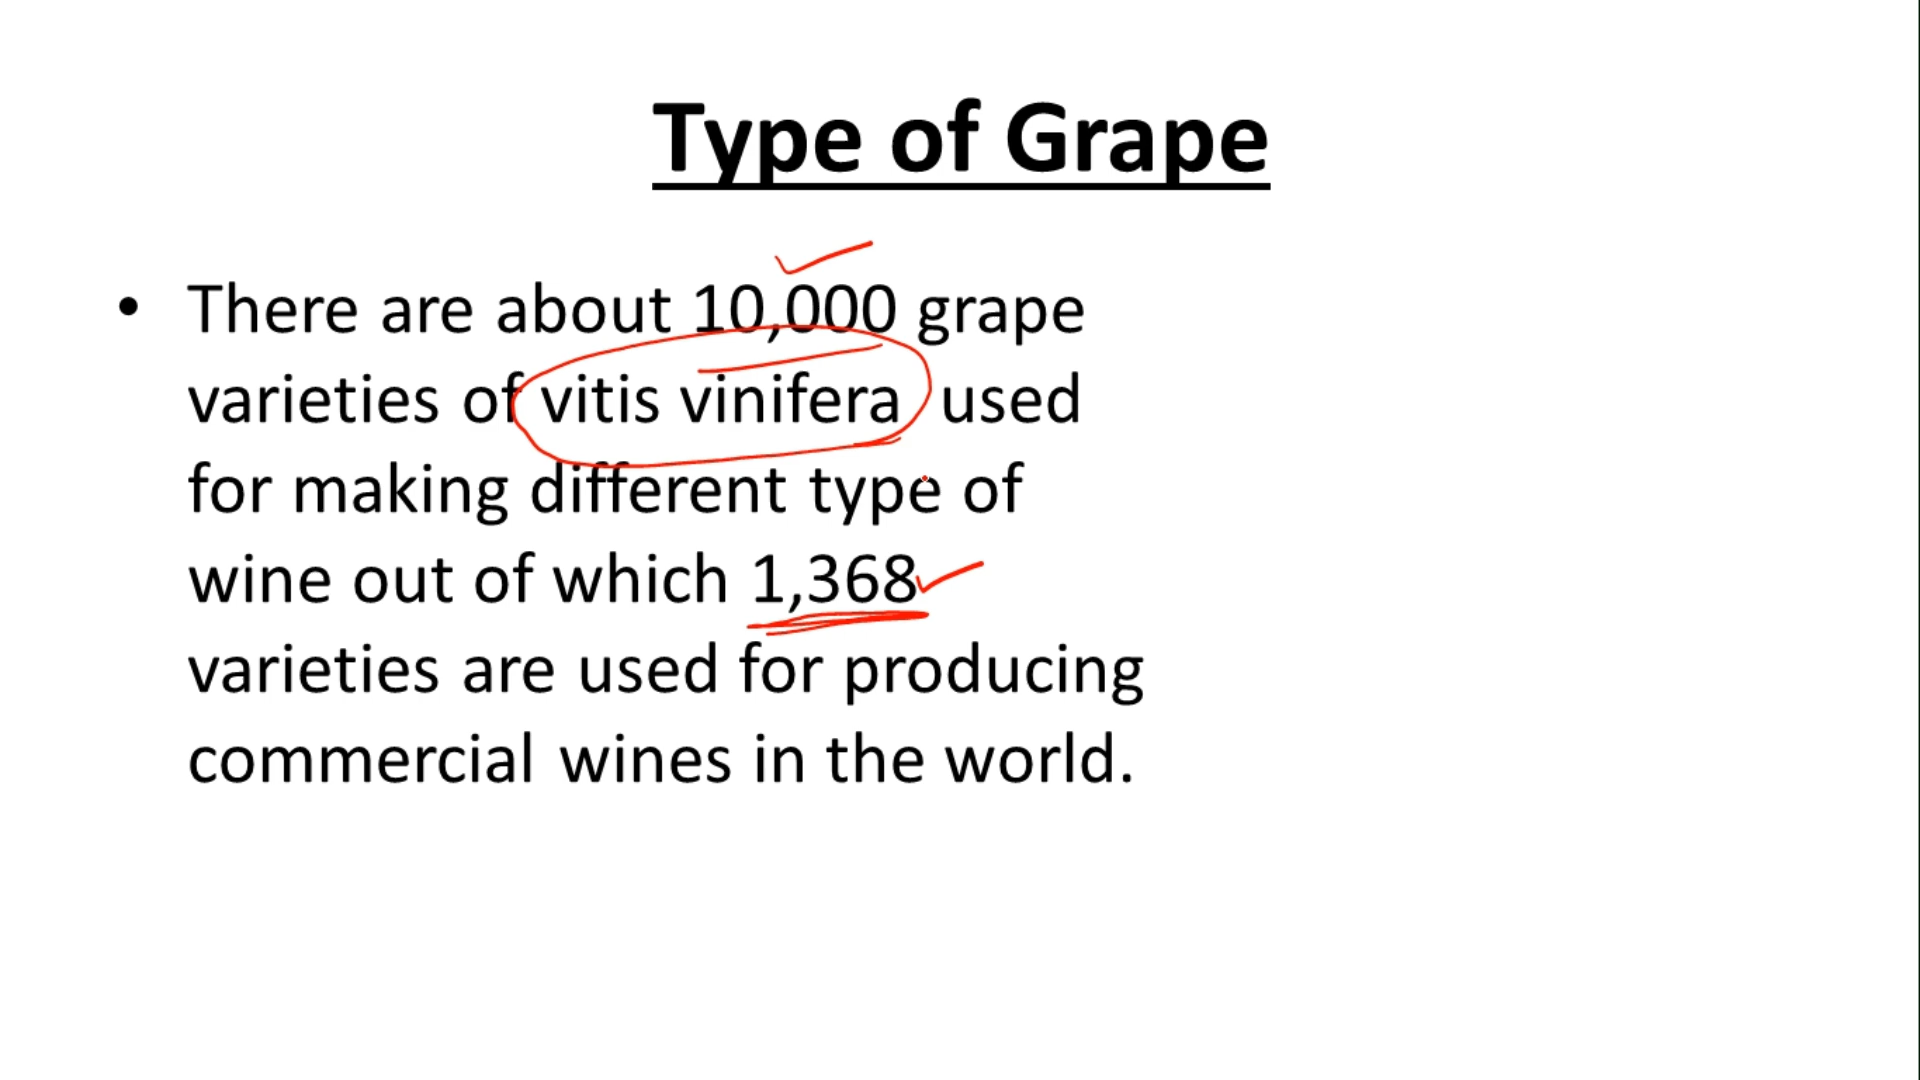 Type of Grape
• There are about 10,000 grape
varieties of vitis vinifera used
for making different type of
wine out of which 1,368
varieties are used for producing
commercial wines in the world.